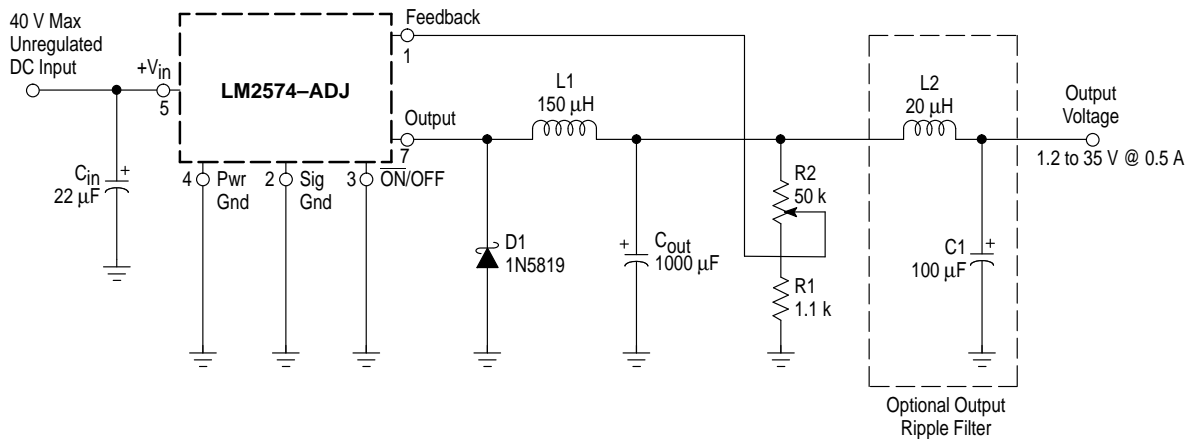 40 V Max
Unregulated
DC Input
+Vin
5
LM2574–ADJ
Feedback
1
Output
7
4
Pwr
Gnd
2
Sig
Gnd
3
ON/OFF
Cin
22 μF
+
D1
1N5819
L1
150 μH
+
Cout
1000 μF
R2
50 k
R1
1.1 k
L2
20 μH
C1
100 μF
+
Output
Voltage
1.2 to 35 V @ 0.5 A
Optional Output
Ripple Filter